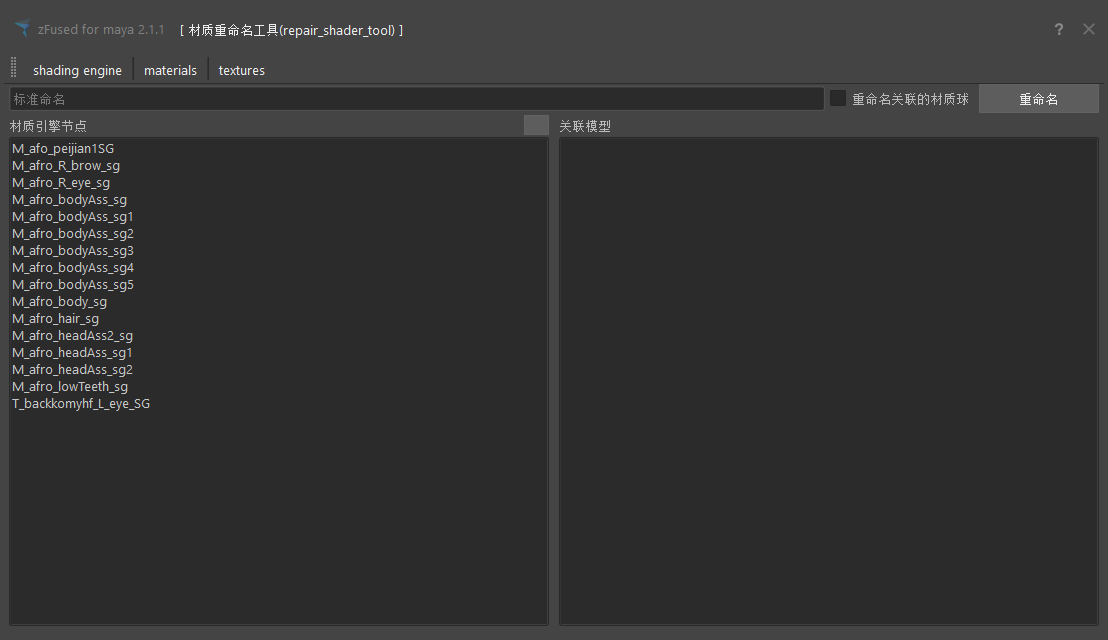 zFused for maya 2.1.1 [ 材质重命名工具(repair_shader_tool) ] ?
shading engine materials textures
标准命名 重命名关联的材质球 重命名
材质引擎节点 关联模型
M_afo_peijian1SG
M_afro_R_brow_sg
M_afro_R_eye_sg
M_afro_bodyAss_sg
M_afro_bodyAss_sg1
M_afro_bodyAss_sg2
M_afro_bodyAss_sg3
M_afro_bodyAss_sg4
M_afro_bodyAss_sg5
M_afro_body_sg
M_afro_hair_sg
M_afro_headAss2_sg
M_afro_headAss_sg1
M_afro_headAss_sg2
M_afro_lowTeeth_sg
T_backkomyhf_L_eye_SG